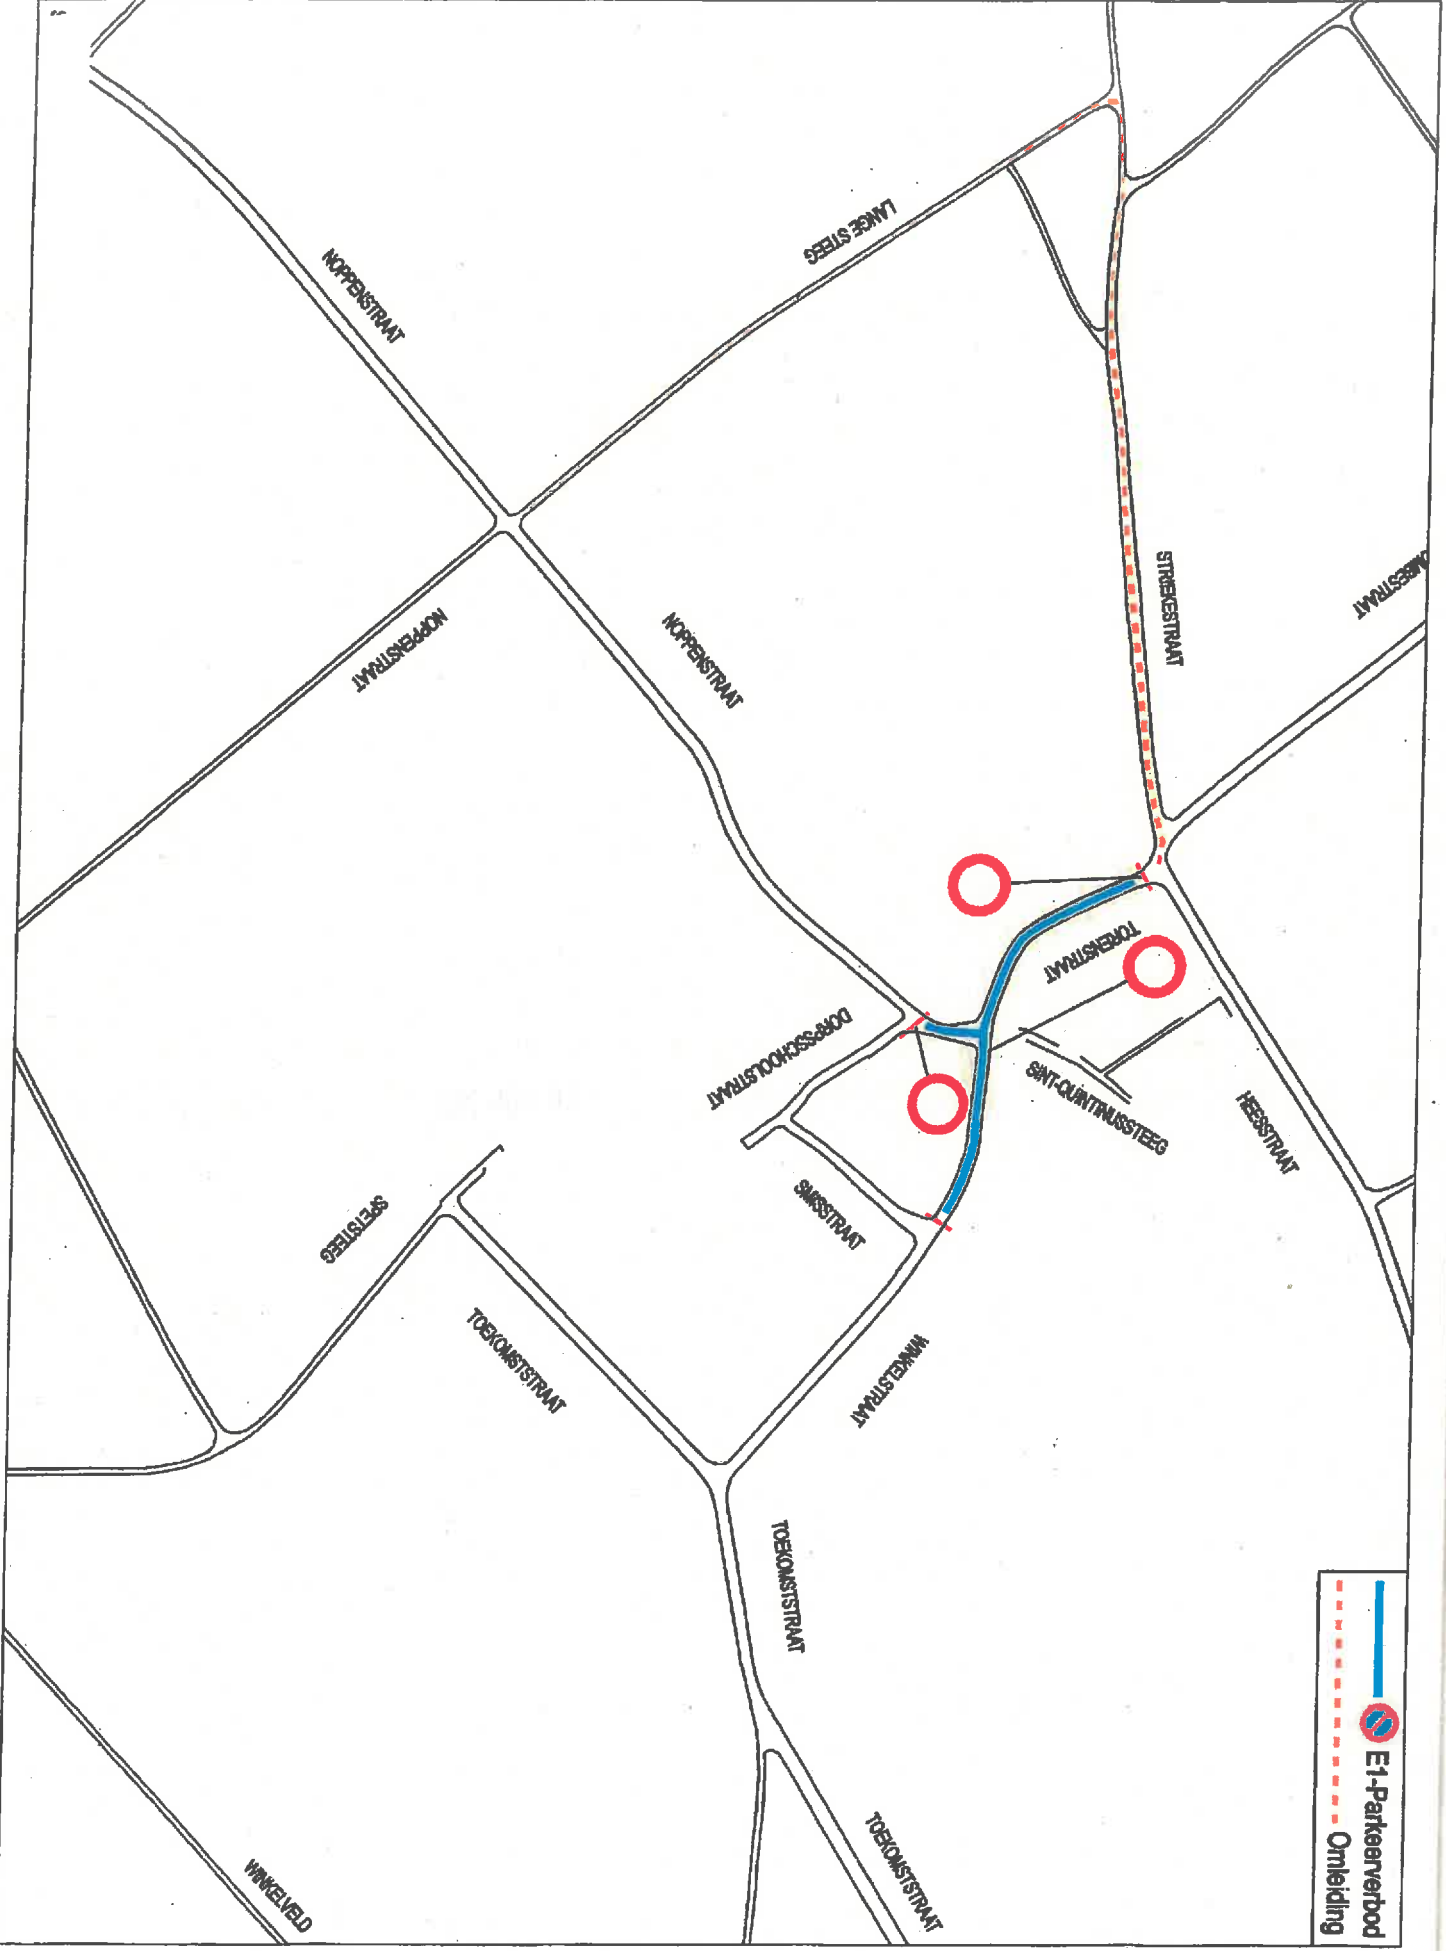 E1-Parkeerverbod
Omleiding
STRIEKESTRAAT
LANGE STEEG
NOPPENSTRAAT
NOPPENSTRAAT
NOPPENSTRAAT
TORENSTRAAT
SINT-QUINTINUSSTEEG
HEESSTRAAT
DORPSSCHOOLSTRAAT
SMISSTRAAT
WINKELSTRAAT
SPETSTEEG
TOEKOMSTSTRAAT
TOEKOMSTSTRAAT
TOEKOMSTSTRAAT
WINKELVELD